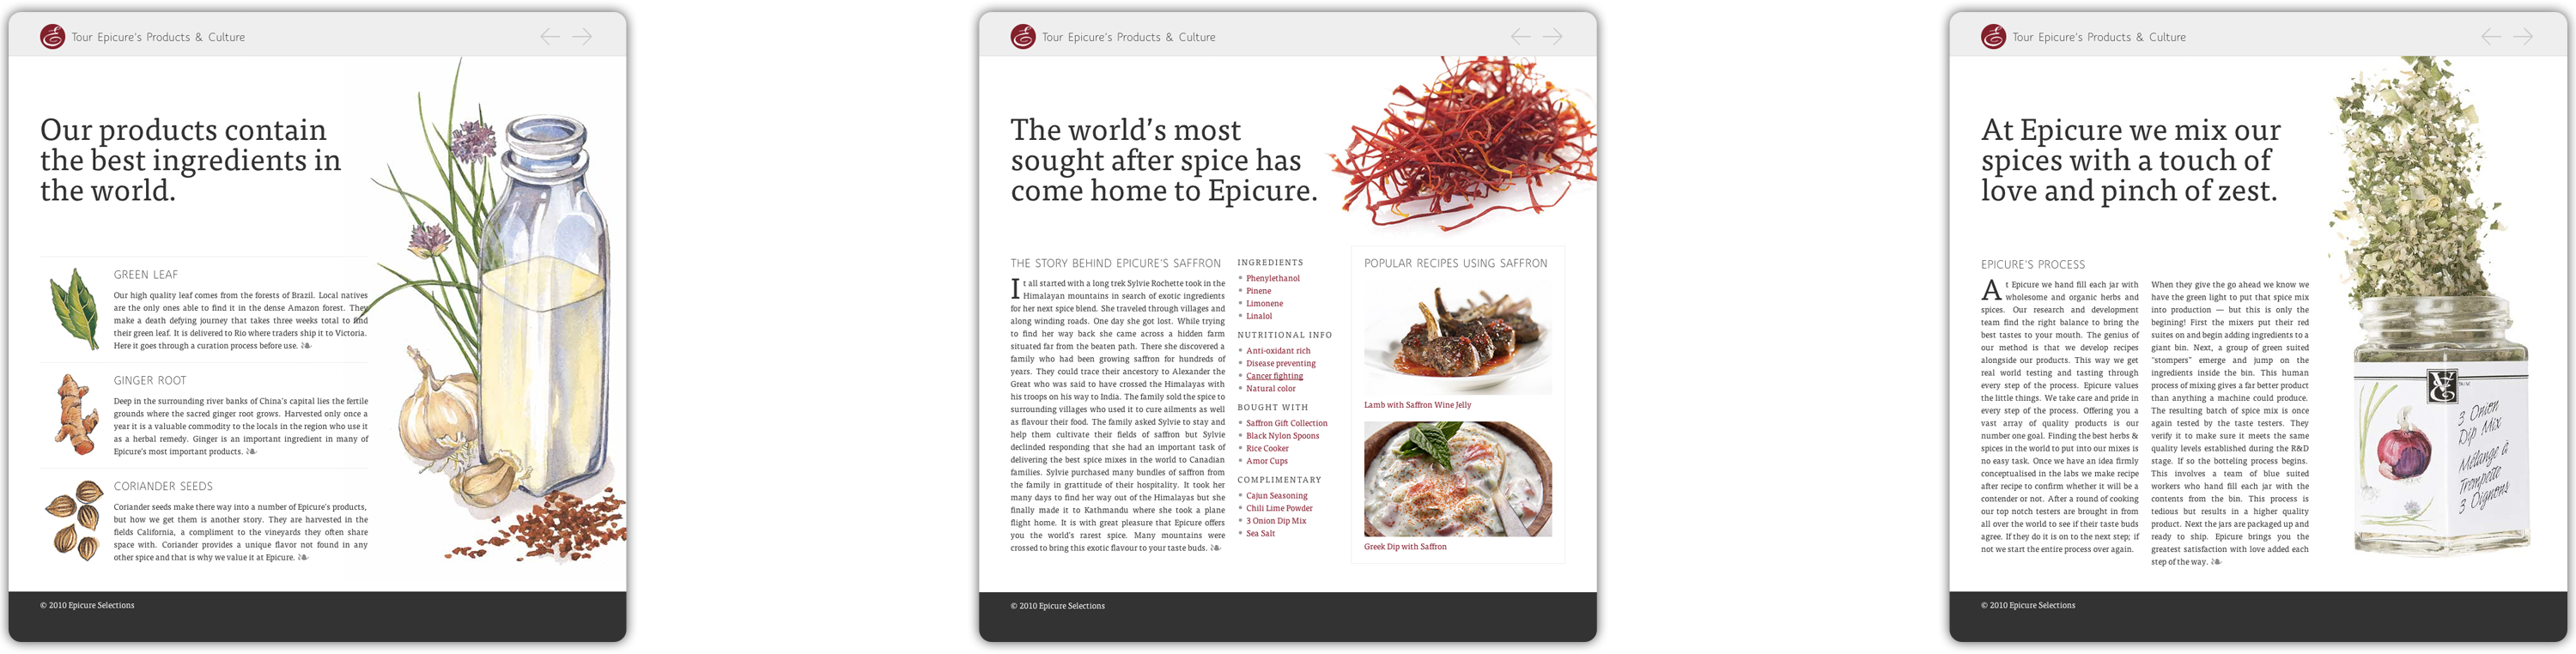 Tour Epicure's Products & Culture
Our products contain
the best ingredients in
the world.
GREEN LEAF
Our high quality leaf comes from the forests of Brazil. Local natives
are the only ones able to find it in the dense Amazon forest. They
make a death defying journey that takes three weeks total to find
their green leaf. It is delivered to Rio where traders ship it to Victoria.
Here it goes through a curation process before use.
GINGER ROOT
Deep in the surrounding river banks of China's capital lies the fertile
grounds where the sacred ginger root grows. Harvested only once a
year it is a valuable commodity to the locals in the region who use it
as a herbal remedy. Ginger is an important ingredient in many of
Epicure's most important products.
CORIANDER SEEDS
Coriander seeds make there way into a number of Epicure's products,
but how we get them is another story. They are harvested in the
fields California, a compliment to the vineyards they often share
space with. Coriander provides a unique flavor not found in any
other spice and that is why we value it at Epicure.
© 2010 Epicure Selections
Tour Epicure's Products & Culture
The world's most
sought after spice has
come home to Epicure.
THE STORY BEHIND EPICURE'S SAFFRON
It all started with a long trek Sylvie Rochette took in the
Himalayan mountains in search of exotic ingredients
for her next spice blend. She traveled through villages and
along winding roads. One day she got lost. While trying
to find her way back she came across a hidden farm
situated far from the beaten path. There she discovered a
family who had been growing saffron for hundreds of
years. They could trace their ancestory to Alexander the
Great who was said to have crossed the Himalayas with
his troops on his way to India. The family sold the spice to
surrounding villages who used it to cure ailments as well
as flavour their food. The family asked Sylvie to stay and
help them cultivate their fields of saffron but Sylvie
declinded responding that she had an important task of
delivering the best spice mixes in the world to Canadian
families. Sylvie purchased many bundles of saffron from
the family in grattitude of their hospitality. It took her
many days to find her way out of the Himalayas but she
finally made it to Kathmandu where she took a plane
flight home. It is with great pleasure that Epicure offers
you the world's rarest spice. Many mountains were
crossed to bring this exotic flavour to your taste buds.
INGREDIENTS
Phenylethanol
Pinene
Limonene
Linalol
NUTRITIONAL INFO
Anti-oxidant rich
Disease preventing
Cancer fighting
Natural color
BOUGHT WITH
Saffron Gift Collection
Black Nylon Spoons
Rice Cooker
Amor Cups
COMPLIMENTARY
Cajun Seasoning
Chili Lime Powder
3 Onion Dip Mix
Sea Salt
POPULAR RECIPES USING SAFFRON
Lamb with Saffron Wine Jelly
Greek Dip with Saffron
© 2010 Epicure Selections
Tour Epicure's Products & Culture
At Epicure we mix our
spices with a touch of
love and pinch of zest.
EPICURE'S PROCESS
At Epicure we hand fill each jar with
wholesome and organic herbs and
spices. Our research and development
team find the right balance to bring the
best tastes to your mouth. The genius of
our method is that we develop recipes
alongside our products. This way we get
real world testing and tasting through
every step of the process. Epicure values
the little things. We take care and pride in
every step of the process. Offering you a
vast array of quality products is our
number one goal. Finding the best herbs &
spices in the world to put into our mixes is
no easy task. Once we have an idea firmly
conceptualised in the labs we make recipe
after recipe to confirm whether it will be a
contender or not. After a round of cooking
our top notch testers are brought in from
all over the world to see if their taste buds
agree. If they do it is on to the next step; if
not we start the entire process over again.
When they give the go ahead we know we
have the green light to put that spice mix
into production — but this is only the
begining! First the mixers put their red
suites on and begin adding ingredients to a
giant bin. Next, a group of green suited
"stompers" emerge and jump on the
ingredients inside the bin. This human
process of mixing gives a far better product
than anything a machine could produce.
The resulting batch of spice mix is once
again tested by the taste testers. They
verify it to make sure it meets the same
quality levels established during the R&D
stage. If so the botteling process begins.
This involves a team of blue suited
workers who hand fill each jar with the
contents from the bin. This process is
tedious but results in a higher quality
product. Next the jars are packaged up and
ready to ship. Epicure brings you the
greatest satisfaction with love added each
step of the way.
3 Onion
Dip Mix
Mélange à
Trempette
3 Oignons
© 2010 Epicure Selections